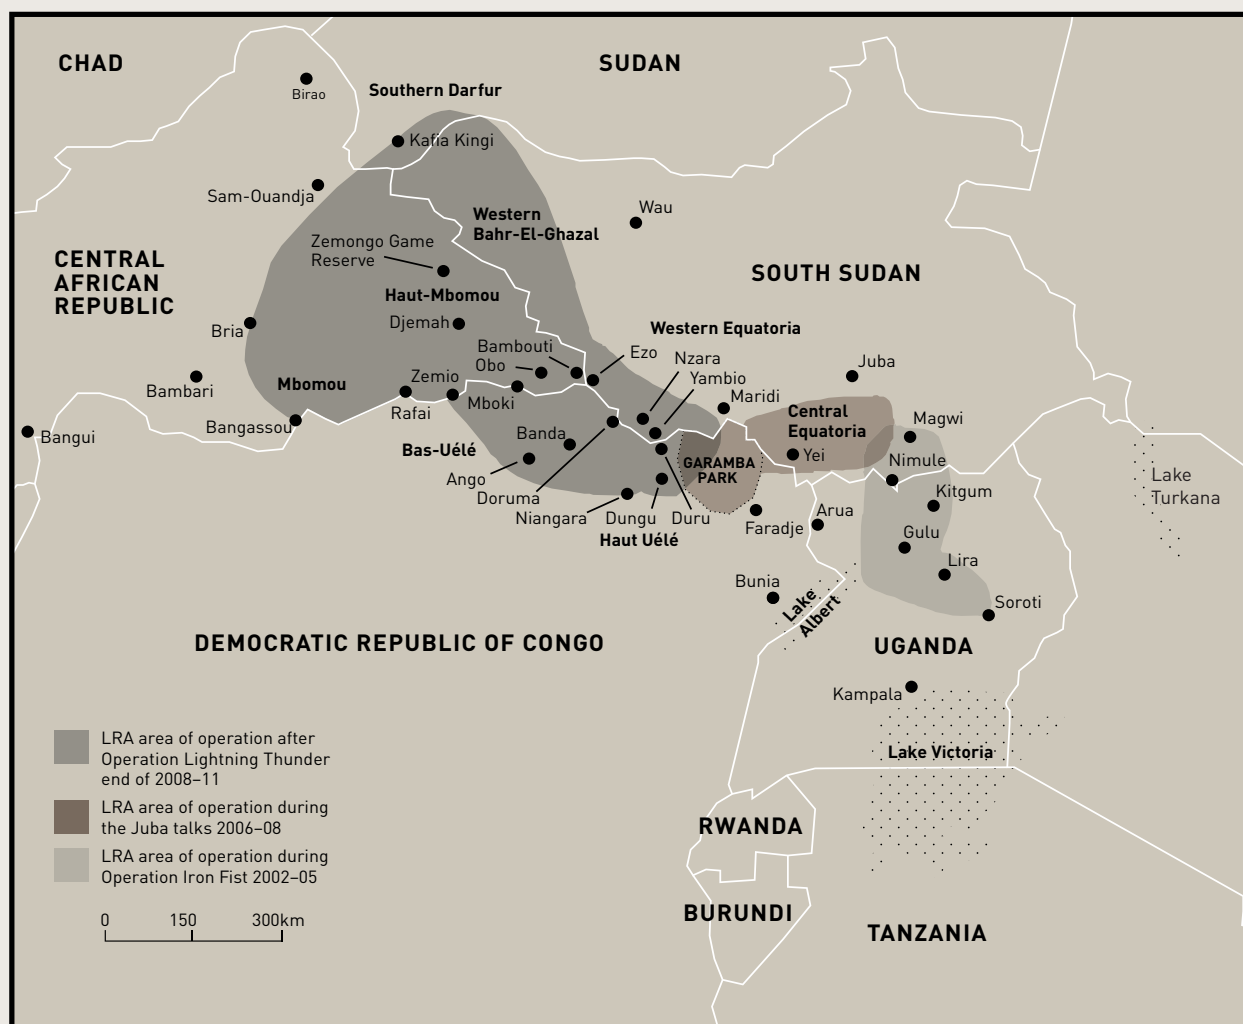 CHAD
SUDAN
Birao
Southern Darfur
Kafia Kingi
Sam-Ouandja
Wau
Western
Bahr-El-Ghazal
Zemongo Game
Reserve
CENTRAL
AFRICAN
REPUBLIC
SOUTH SUDAN
Haut-Mbomou
Djemah
Bria
Western Equatoria
Bambouti
Ezo
Nzara
Obo
Yambio
Juba
Bambari
Mbomou
Zemio
Maridi
Mboki
Rafai
Central
Equatoria
Magwi
Bangui
Bangassou
Banda
Bas-Uélé
Yei
Nimule
GARAMBA
PARK
Lake
Turkana
Ango
Doruma
Kitgum
Niangara
Dungu
Duru
Arua
Faradje
Haut Uélé
Gulu
Lira
Bunia
Lake
Albert
Soroti
DEMOCRATIC REPUBLIC OF CONGO
UGANDA
Kampala
Lake Victoria
LRA area of operation after
Operation Lightning Thunder
end of 2008–11
LRA area of operation during
the Juba talks 2006–08
LRA area of operation during
Operation Iron Fist 2002–05
RWANDA
BURUNDI
TANZANIA
0 150 300km